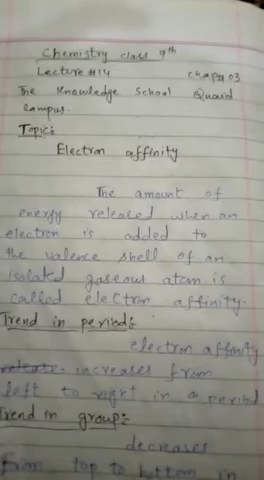 Chemistry class 9th
Lecture #14 Chapt 03
The Knowledge School Quaid
Campus.
Topic:
Electron affinity
The amount of
energy released when an
electron is added to
the valence shell of an
isolated gaseous atom is
called electron affinity.
Trend in period:
electron affinity
increases from
left to right in a period
Trend in group:
decreases
from top to bottom in